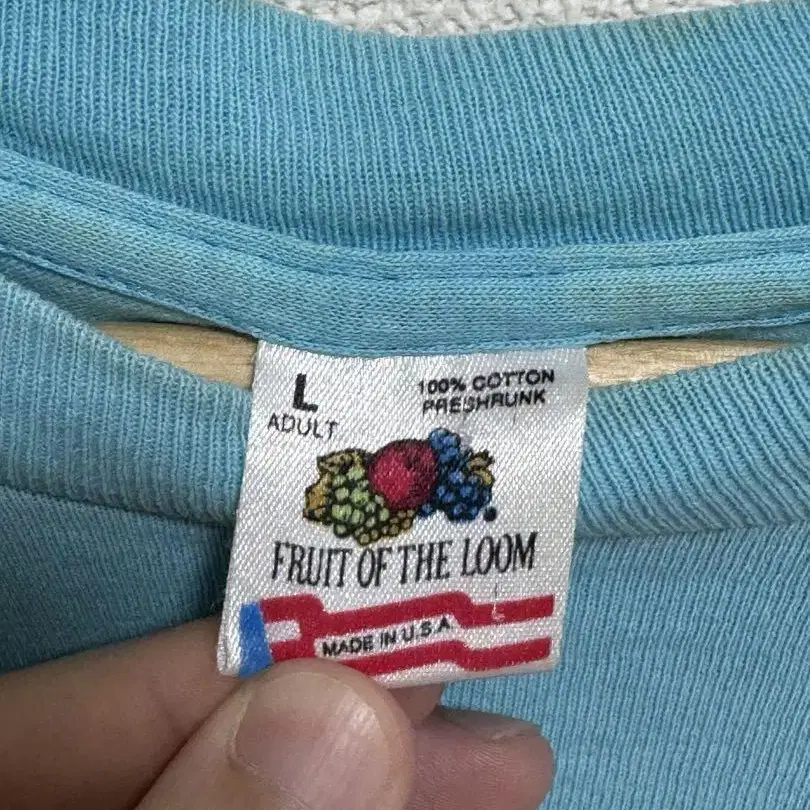 L
ADULT
100% COTTON
PRESHRUNK
FRUIT OF THE LOOM
MADE IN U.S.A